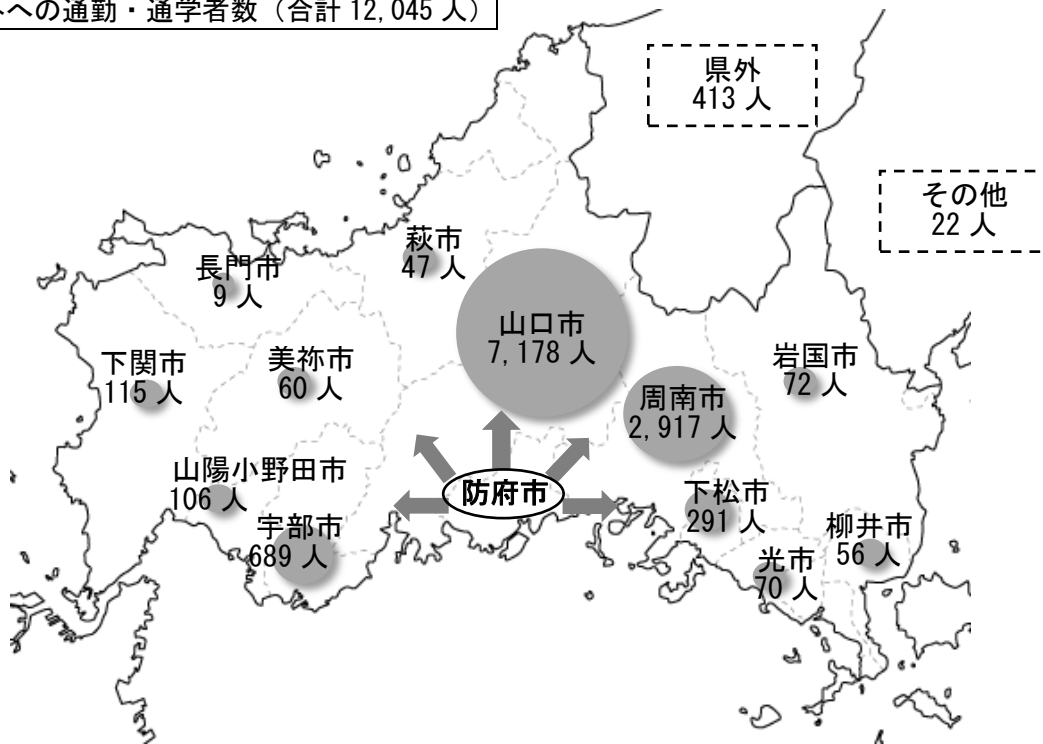 への通勤・通学者数（合計 12,045 人）
県外
413 人
その他
22 人
萩市
47 人
長門市
9 人
山口市
7,178 人
下関市
115 人
美祢市
60 人
岩国市
72 人
周南市
2,917 人
山陽小野田市
106 人
防府市
下松市
291 人
宇部市
689 人
柳井市
56 人
光市
70 人